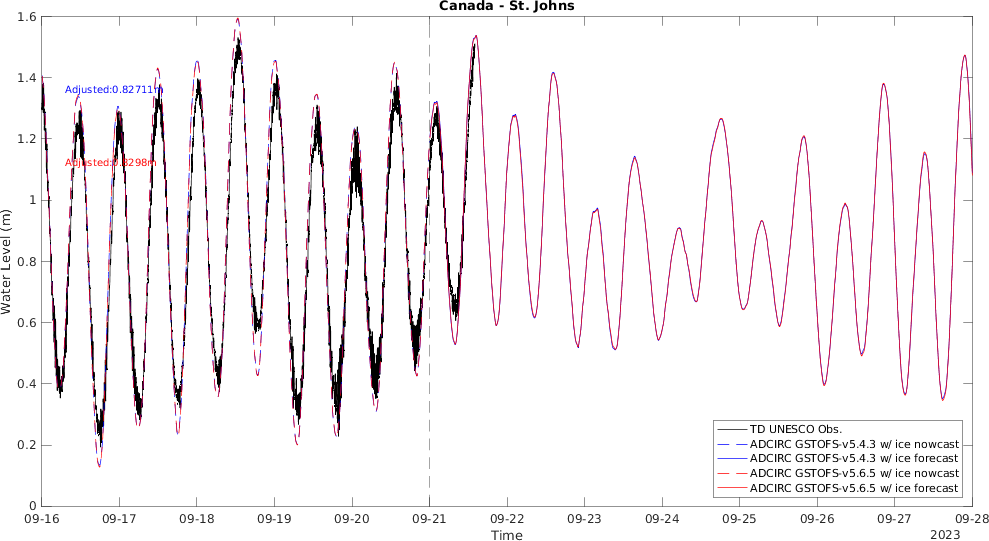 Canada - St. Johns
Water Level (m)
1.6
1.4
1.2
1
0.8
0.6
0.4
0.2
0
Adjusted:0.82711m
Adjusted:0.8298m
TD UNESCO Obs.
ADCIRC GSTOFS-v5.4.3 w/ ice nowcast
ADCIRC GSTOFS-v5.4.3 w/ ice forecast
ADCIRC GSTOFS-v5.6.5 w/ ice nowcast
ADCIRC GSTOFS-v5.6.5 w/ ice forecast
09-16 09-17 09-18 09-19 09-20 09-21 09-22 09-23 09-24 09-25 09-26 09-27 09-28
Time
2023